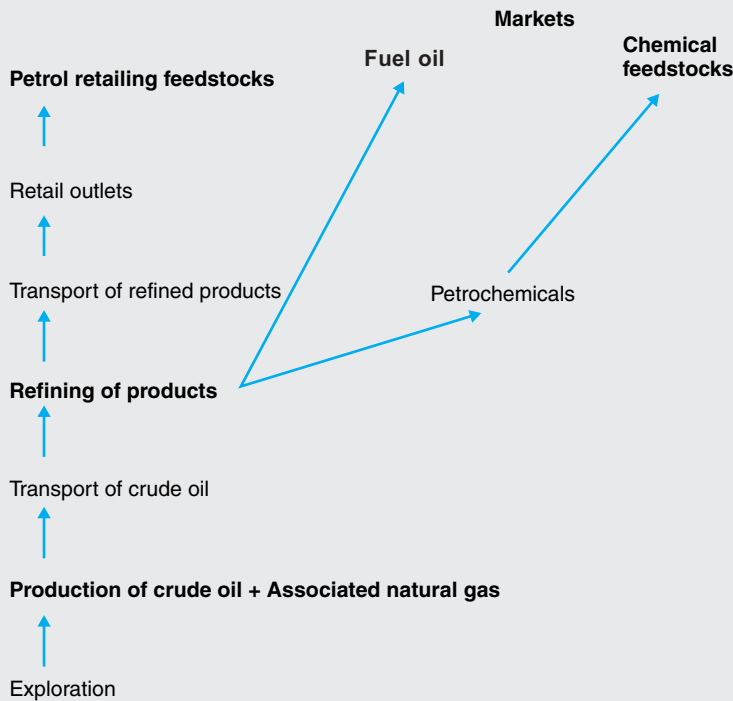 Markets
Fuel oil
Chemical
feedstocks
Petrol retailing feedstocks
Retail outlets
Transport of refined products
Petrochemicals
Refining of products
Transport of crude oil
Production of crude oil + Associated natural gas
Exploration